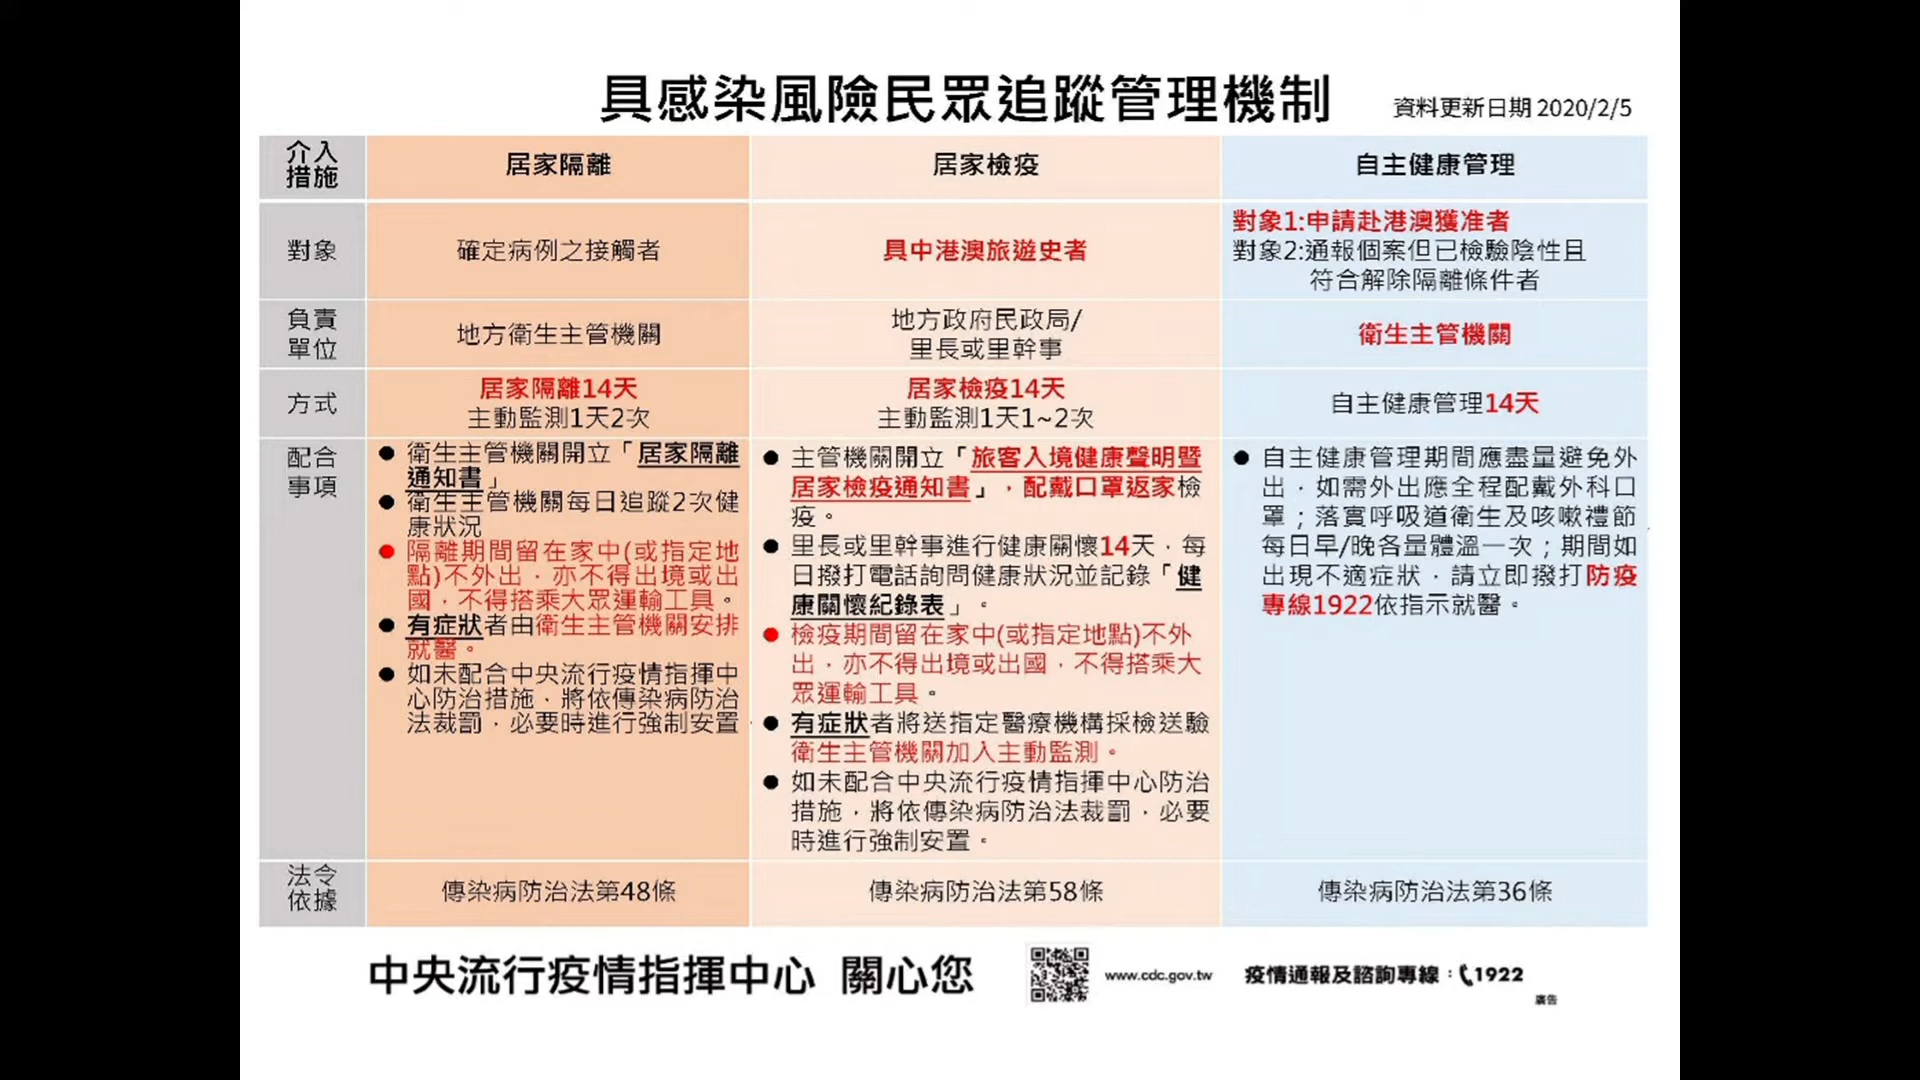 具感染風險民眾追蹤管理機制
資料更新日期 2020/2/5
介入
措施
居家隔離
居家檢疫
自主健康管理
對象
確定病例之接觸者
具中港澳旅遊史者
對象1:申請赴港澳獲准者
對象2:通報個案但已檢驗陰性且
符合解除隔離條件者
負責
單位
地方衛生主管機關
地方政府民政局/
里長或里幹事
衛生主管機關
方式
居家隔離14天
主動監測1天2次
居家檢疫14天
主動監測1天1~2次
自主健康管理14天
配合
事項
● 衛生主管機關開立「居家隔離
通知書」
● 衛生主管機關每日追蹤2次健
康狀況
● 隔離期間留在家中(或指定地
點)不外出，亦不得出境或出
國，不得搭乘大眾運輸工具。
● 有症狀者由衛生主管機關安排
就醫。
● 如未配合中央流行疫情指揮中
心防治措施，將依傳染病防治
法裁罰，必要時進行強制安置
● 主管機關開立「旅客入境健康聲明暨
居家檢疫通知書」，配戴口罩返家檢
疫。
● 里長或里幹事進行健康關懷14天，每
日撥打電話詢問健康狀況並記錄「健
康關懷紀錄表」。
● 檢疫期間留在家中(或指定地點)不外
出，亦不得出境或出國，不得搭乘大
眾運輸工具。
● 有症狀者將送指定醫療機構採檢送驗
衛生主管機關加入主動監測。
● 如未配合中央流行疫情指揮中心防治
措施，將依傳染病防治法裁罰，必要
時進行強制安置。
● 自主健康管理期間應盡量避免外
出，如需外出應全程配戴外科口
罩；落實呼吸道衛生及咳嗽禮節
每日早/晚各量體溫一次；期間如
出現不適症狀，請立即撥打防疫
專線1922依指示就醫。
法令
依據
傳染病防治法第48條
傳染病防治法第58條
傳染病防治法第36條
中央流行疫情指揮中心 關心您
www.cdc.gov.tw
疫情通報及諮詢專線：1922
廣告